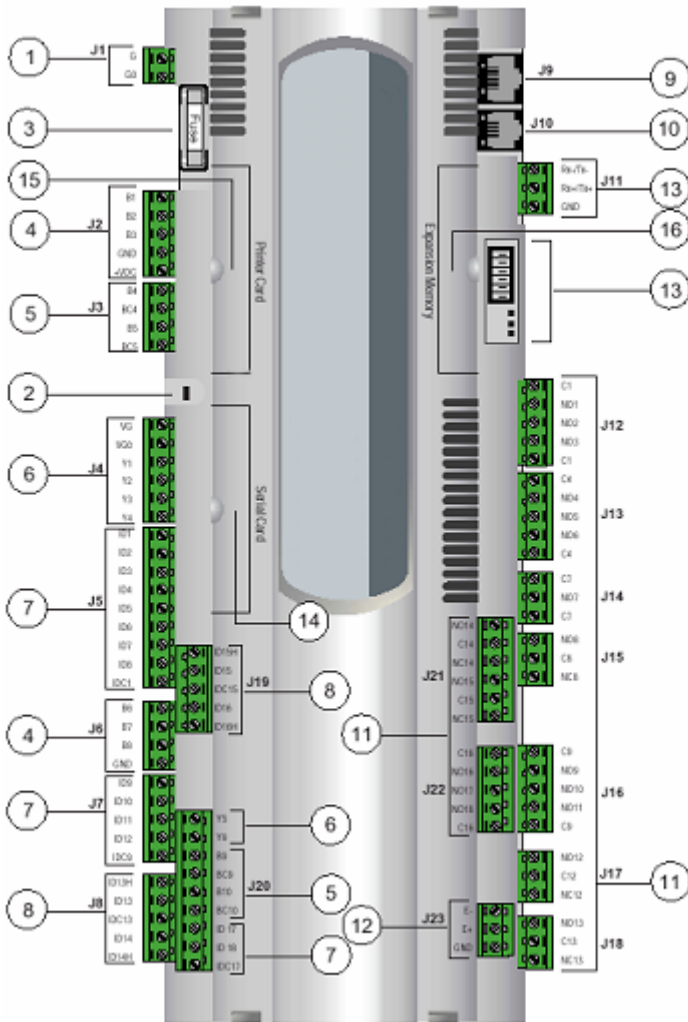 1
J1
G
G0
3
Fuse
15
4
J2
B1
B2
B3
GND
+VDC
5
J3
B4
BC4
B5
BC5
2
6
J4
VG
VG0
Y1
Y2
Y3
Y4
7
J5
ID1
ID2
ID3
ID4
ID5
ID6
ID7
ID8
IDC1
4
J6
B6
B7
B8
GND
7
J7
ID9
ID10
ID11
ID12
IDC9
8
J8
ID13H
ID13
IDC13
ID14
ID14H
Printer Card
Serial Card
14
ID15H
ID15
IDC15
ID16
ID16H
J19
8
Y5
Y6
6
B9
BC9
B10
BC10
J20
5
ID 17
ID 18
IDC17
7
Expansion Memory
J9
9
J10
10
Rx-/Tx-
Rx+/Tx+
GND
J11
13
16
13
C1
NO1
NO2
NO3
C1
J12
C4
NO4
NO5
NO6
C4
J13
C7
NO7
C7
J14
NO8
C8
NC8
J15
J21
NO14
C14
NC14
NO15
C15
NC15
11
J22
C16
NO16
NO17
NO18
C16
C9
NO9
NO10
NO11
C9
J16
NO12
C12
NC12
J17
11
NO13
C13
NC13
J18
12
J23
E-
E+
GND